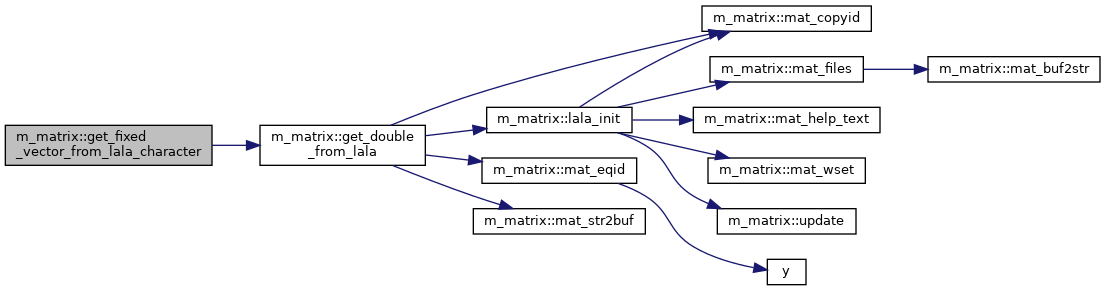 m_matrix::get_fixed
_vector_from_lala_character
m_matrix::get_double
_from_lala
m_matrix::mat_copyid
m_matrix::lala_init
m_matrix::mat_files
m_matrix::mat_buf2str
m_matrix::mat_help_text
m_matrix::mat_wset
m_matrix::update
m_matrix::mat_eqid
y
m_matrix::mat_str2buf